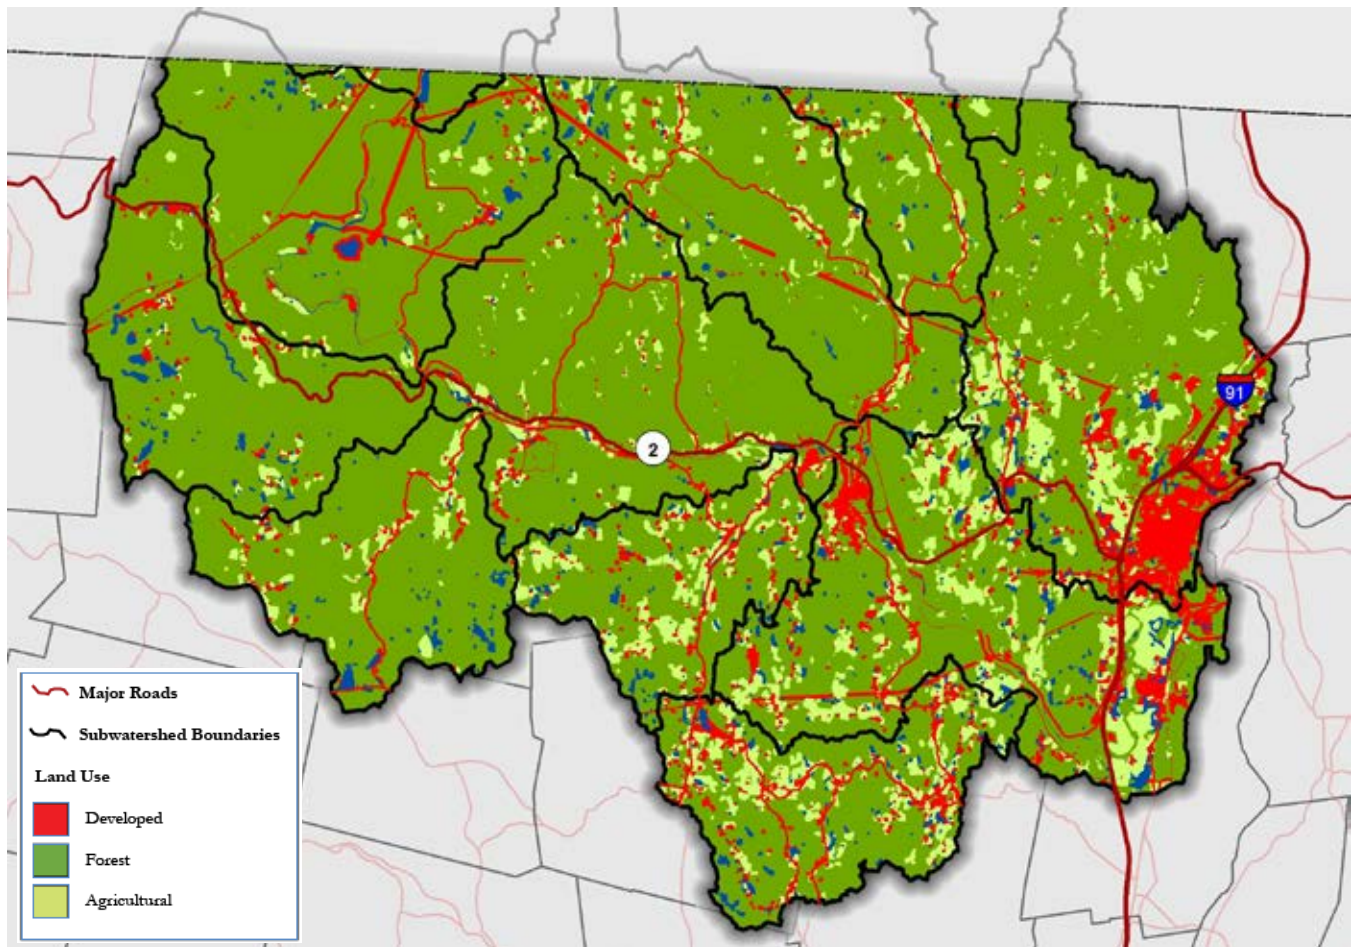 91
2
Major Roads
Subwatershed Boundaries
Land Use
Developed
Forest
Agricultural